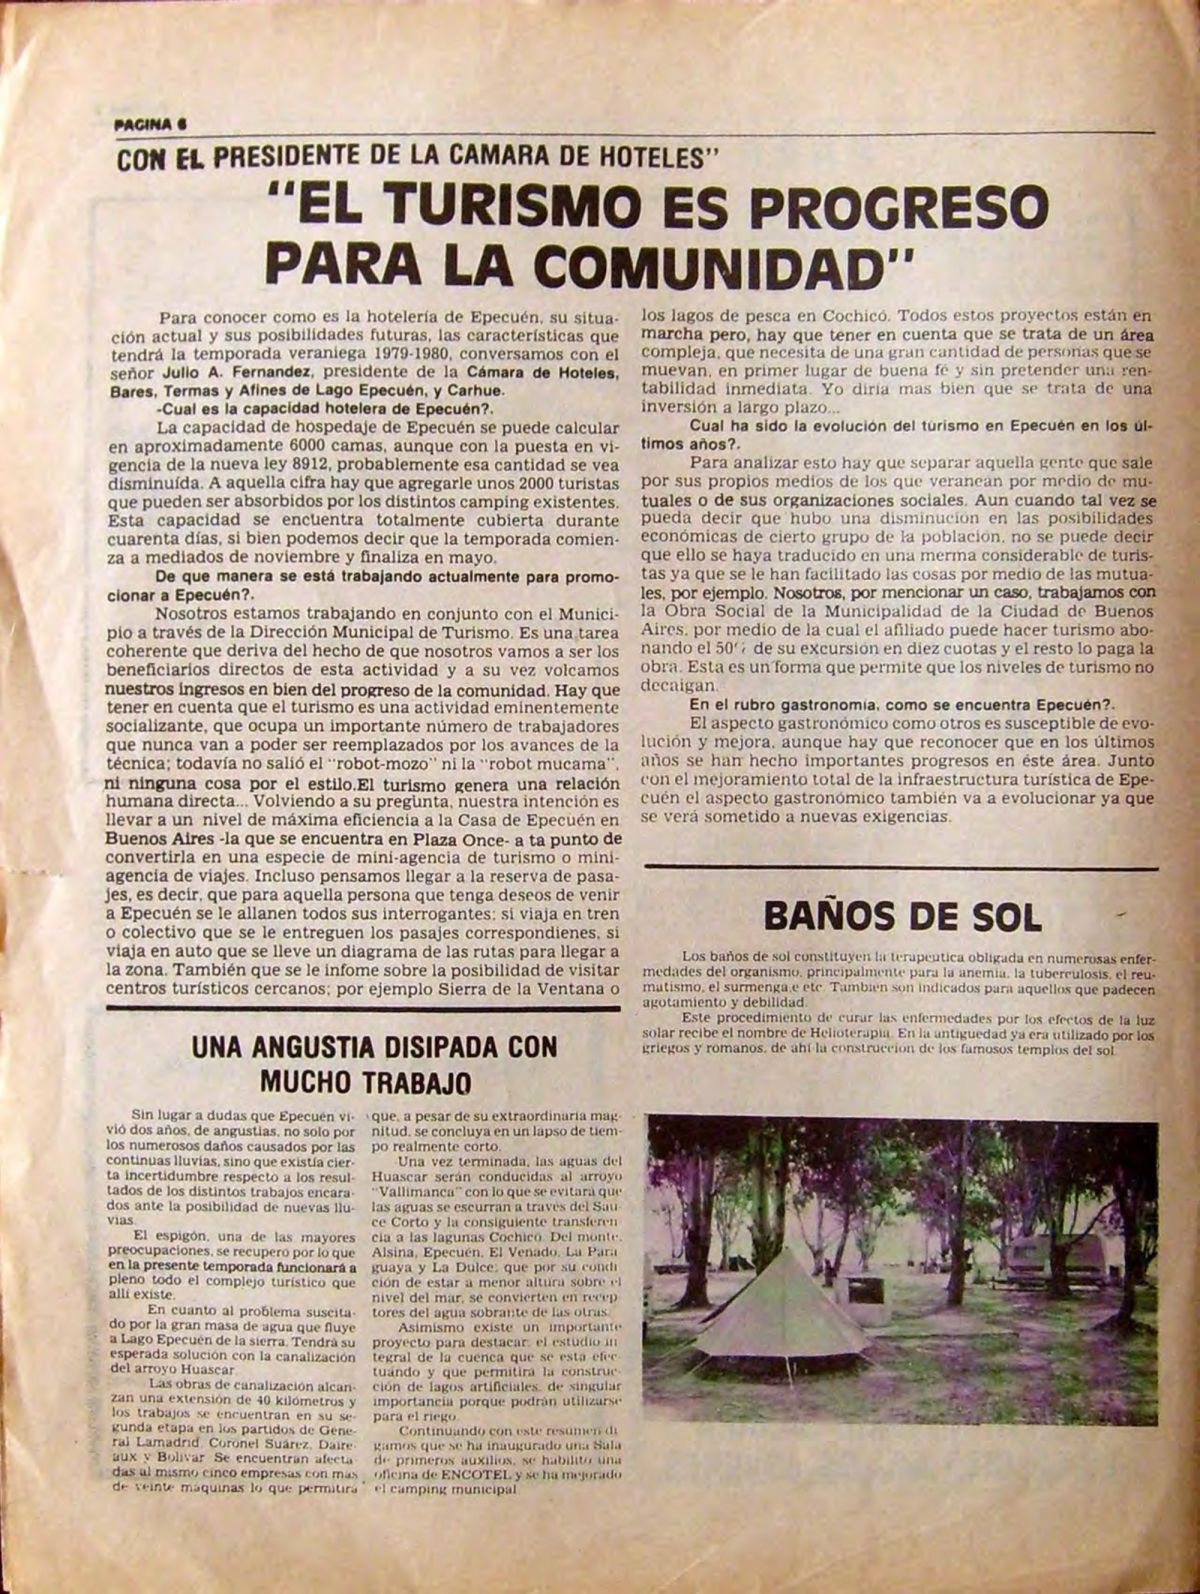 PAGINA 6
CON EL PRESIDENTE DE LA CAMARA DE HOTELES"
"EL TURISMO ES PROGRESO
PARA LA COMUNIDAD"
Para conocer como es la hotelería de Epecuén, su situa-
ción actual y sus posibilidades futuras, las características que
tendrá la temporada veraniega 1979-1980, conversamos con el
señor Julio A. Fernandez, presidente de la Cámara de Hoteles,
Bares, Termas y Afines de Lago Epecuén, y Carhue.
-Cual es la capacidad hotelera de Epecuén?.
La capacidad de hospedaje de Epecuén se puede calcular
en aproximadamente 6000 camas, aunque con la puesta en vi-
gencia de la nueva ley 8912, probablemente esa cantidad se vea
disminuída. A aquella cifra hay que agregarle unos 2000 turistas
que pueden ser absorbidos por los distintos camping existentes.
Esta capacidad se encuentra totalmente cubierta durante
cuarenta días, si bien podemos decir que la temporada comien-
za a mediados de noviembre y finaliza en mayo.
De que manera se está trabajando actualmente para promo-
cionar a Epecuén?.
Nosotros estamos trabajando en conjunto con el Munici-
pio a través de la Dirección Municipal de Turismo. Es una tarea
coherente que deriva del hecho de que nosotros vamos a ser los
beneficiarios directos de esta actividad y a su vez volcamos
nuestros ingresos en bien del progreso de la comunidad. Hay que
tener en cuenta que el turismo es una actividad eminentemente
socializante, que ocupa un importante número de trabajadores
que nunca van a poder ser reemplazados por los avances de la
técnica; todavía no salió el "robot-mozo" ni la "robot mucama",
ni ninguna cosa por el estilo.El turismo genera una relación
humana directa... Volviendo a su pregunta, nuestra intención es
llevar a un nivel de máxima eficiencia a la Casa de Epecuén en
Buenos Aires -la que se encuentra en Plaza Once- a ta punto de
convertirla en una especie de mini-agencia de turismo o mini-
agencia de viajes. Incluso pensamos llegar a la reserva de pasa-
jes, es decir, que para aquella persona que tenga deseos de venir
a Epecuén se le allanen todos sus interrogantes; si viaja en tren
o colectivo que se le entreguen los pasajes correspondienes, si
viaja en auto que se lleve un diagrama de las rutas para llegar a
la zona. También que se le infome sobre la posibilidad de visitar
centros turísticos cercanos; por ejemplo Sierra de la Ventana o
los lagos de pesca en Cochicó. Todos estos proyectos están en
marcha pero, hay que tener en cuenta que se trata de un área
compleja, que necesita de una gran cantidad de personas que se
muevan, en primer lugar de buena fé y sin pretender una ren-
tabilidad inmediata. Yo diría mas bien que se trata de una
inversión a largo plazo...
Cual ha sido la evolución del turismo en Epecuén en los úl-
timos años?.
Para analizar esto hay que separar aquella gente que sale
por sus propios medios de los que veranean por medio de mu-
tuales o de sus organizaciones sociales. Aun cuando tal vez se
pueda decir que hubo una disminución en las posibilidades
económicas de cierto grupo de la población, no se puede decir
que ello se haya traducido en una merma considerable de turis-
tas ya que se le han facilitado las cosas por medio de las mutua-
les, por ejemplo. Nosotros, por mencionar un caso, trabajamos con
la Obra Social de la Municipalidad de la Ciudad de Buenos
Aires, por medio de la cual el afiliado puede hacer turismo abo-
nando el 50% de su excursión en diez cuotas y el resto lo paga la
obra. Esta es un forma que permite que los niveles de turismo no
decaigan.
En el rubro gastronomía, como se encuentra Epecuén?.
El aspecto gastronómico como otros es susceptible de evo-
lución y mejora, aunque hay que reconocer que en los últimos
años se han hecho importantes progresos en éste área. Junto
con el mejoramiento total de la infraestructura turística de Epe-
cuén el aspecto gastronómico también va a evolucionar ya que
se verá sometido a nuevas exigencias.
BAÑOS DE SOL
Los baños de sol constituyen la terapeutica obligada en numerosas enfer-
medades del organismo, principalmente para la anemia, la tuberculosis, el reu-
matismo, el surmenga,e etc. Tambien son indicados para aquellos que padecen
agotamiento y debilidad.
Este procedimiento de curar las enfermedades por los efectos de la luz
solar recibe el nombre de Helioterapia. En la antiguedad ya era utilizado por los
griegos y romanos, de ahí la construccion de los famosos templos del sol.
UNA ANGUSTIA DISIPADA CON
MUCHO TRABAJO
Sin lugar a dudas que Epecuén vi-
vió dos años, de angustias, no solo por
los numerosos daños causados por las
continuas lluvias, sino que existía cier-
ta incertidumbre respecto a los resul-
tados de los distintos trabajos encara-
dos ante la posibilidad de nuevas llu-
vias.
El espigón, una de las mayores
preocupaciones, se recupero por lo que
en la presente temporada funcionará a
pleno todo el complejo turístico que
allí existe.
En cuanto al problema suscita-
do por la gran masa de agua que fluye
a Lago Epecuén de la sierra. Tendrá su
esperada solución con la canalización
del arroyo Huascar.
Las obras de canalización alcan-
zan una extensión de 40 kilómetros y
los trabajos se encuentran en su se-
gunda etapa en los partidos de Gene-
ral Lamadrid, Coronel Suárez, Daire-
aux y Bolivar. Se encuentran afecta
das al mismo cinco empresas con mas
de veinte maquinas lo que permitira
que, a pesar de su extraordinaria mag-
nitud, se concluya en un lapso de tiem-
po realmente corto.
Una vez terminada, las aguas del
Huascar serán conducidas al arroyo
"Vallimanca" con lo que se evitara que
las aguas se escurran a través del Sau-
ce Corto y la consiguiente transferen
cia a las lagunas Cochicó. Del monte,
Alsina, Epecuén, El Venado, La Para
guaya y La Dulce; que por su condi
ción de estar a menor altura sobre el
nivel del mar, se convierten en recep
tores del agua sobrante de las otras.
Asimismo existe un importante
proyecto para destacar, el estudio in
tegral de la cuenca que se esta efec-
tuando y que permitira la construc-
ción de lagos artificiales, de singular
importancia porque podrán utilizarse
para el riego.
Continuando con este resumen di
gamos que se ha inaugurado una Sala
de primeros auxilios, se habilito una
oficina de ENCOTEL y se ha mejorado
el camping municipal.